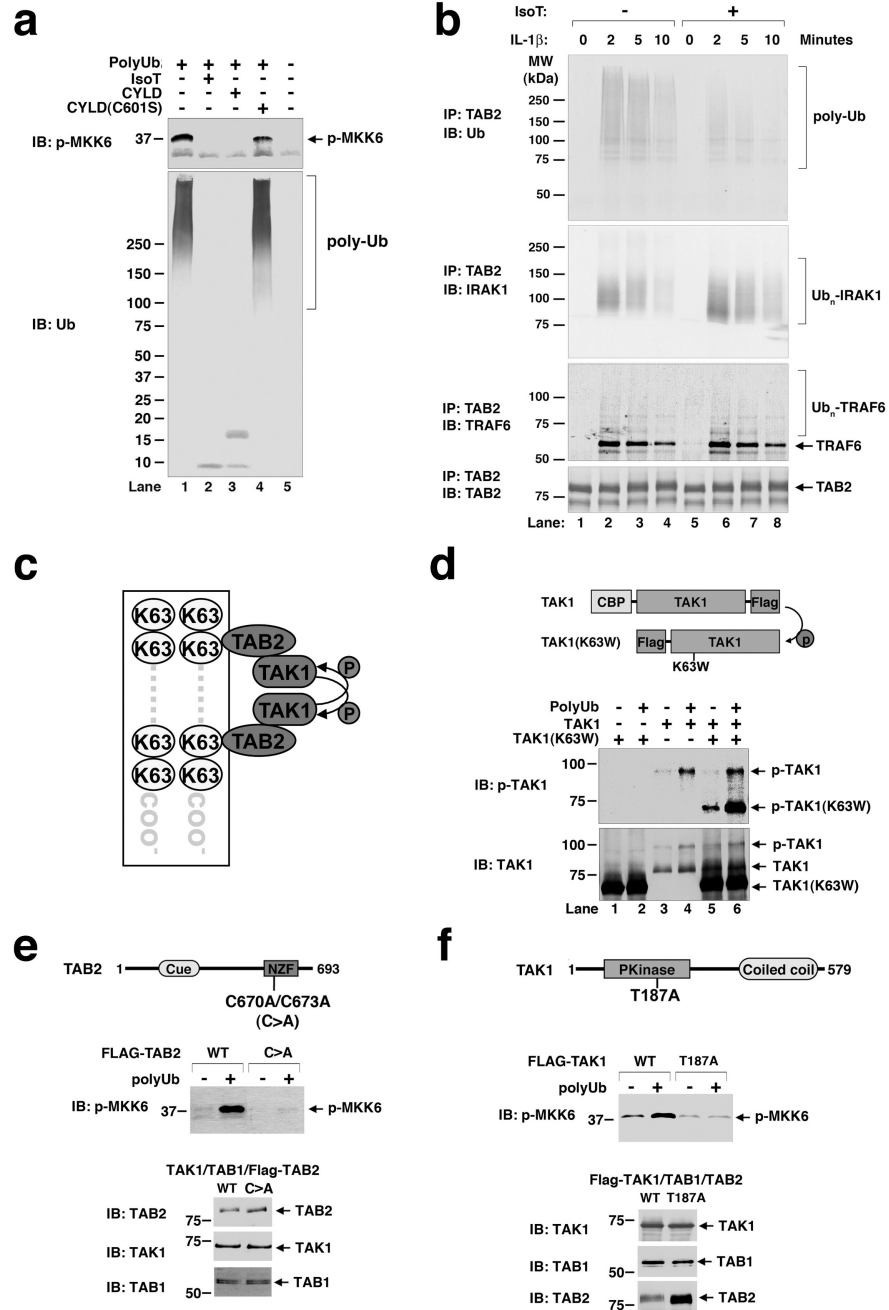 a
PolyUb: + + + + -
IsoT - + - - -
CYLD - - + - -
CYLD(C601S) - - - + -
IB: p-MKK6
37
p-MKK6
250
150
100
75
50
37
25
20
15
10
IB: Ub
poly-Ub
Lane 1 2 3 4 5
b
IsoT: - +
IL-1β: 0 2 5 10 0 2 5 10 Minutes
MW
(kDa)
250
150
100
75
50
IP: TAB2
IB: Ub
poly-Ub
250
150
100
75
IP: TAB2
IB: IRAK1
Ubn-IRAK1
100
75
50
IP: TAB2
IB: TRAF6
Ubn-TRAF6
TRAF6
IP: TAB2
IB: TAB2
75
TAB2
Lane: 1 2 3 4 5 6 7 8
c
K63 K63
K63 K63
TAB2
TAK1
P
TAK1
P
K63 K63
TAB2
K63 K63
COO- COO-
d
TAK1 CBP TAK1 Flag
p
TAK1(K63W) Flag TAK1
K63W
PolyUb - + - + - +
TAK1 - - + + + +
TAK1(K63W) + + - - + +
IB: p-TAK1
100
75
p-TAK1
p-TAK1(K63W)
IB: TAK1
100
75
p-TAK1
TAK1
TAK1(K63W)
Lane 1 2 3 4 5 6
e
TAB2 1 Cue NZF 693
C670A/C673A
(C>A)
FLAG-TAB2 WT C>A
polyUb - + - +
IB: p-MKK6 37 p-MKK6
TAK1/TAB1/Flag-TAB2
WT C>A
IB: TAB2 75 TAB2
IB: TAK1 75 TAK1
IB: TAB1 50 TAB1
f
TAK1 1 PKinase Coiled coil 579
T187A
FLAG-TAK1 WT T187A
polyUb - + - +
IB: p-MKK6 37 p-MKK6
Flag-TAK1/TAB1/TAB2
WT T187A
IB: TAK1 75 TAK1
IB: TAB1 50 TAB1
IB: TAB2 75 TAB2